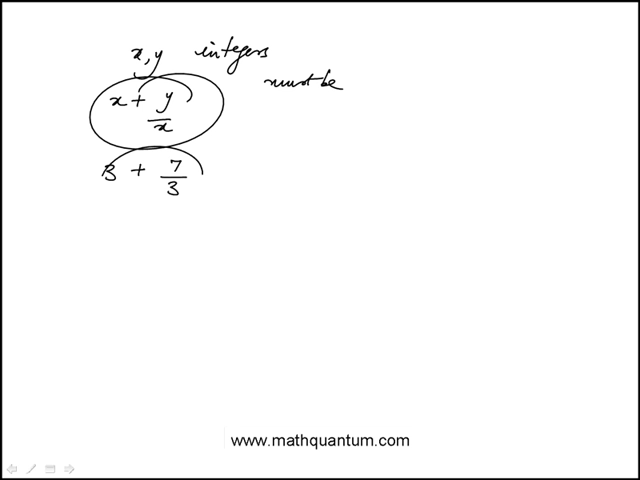 x, y integers
must be
x + y/x
3 + 7/3
www.mathquantum.com